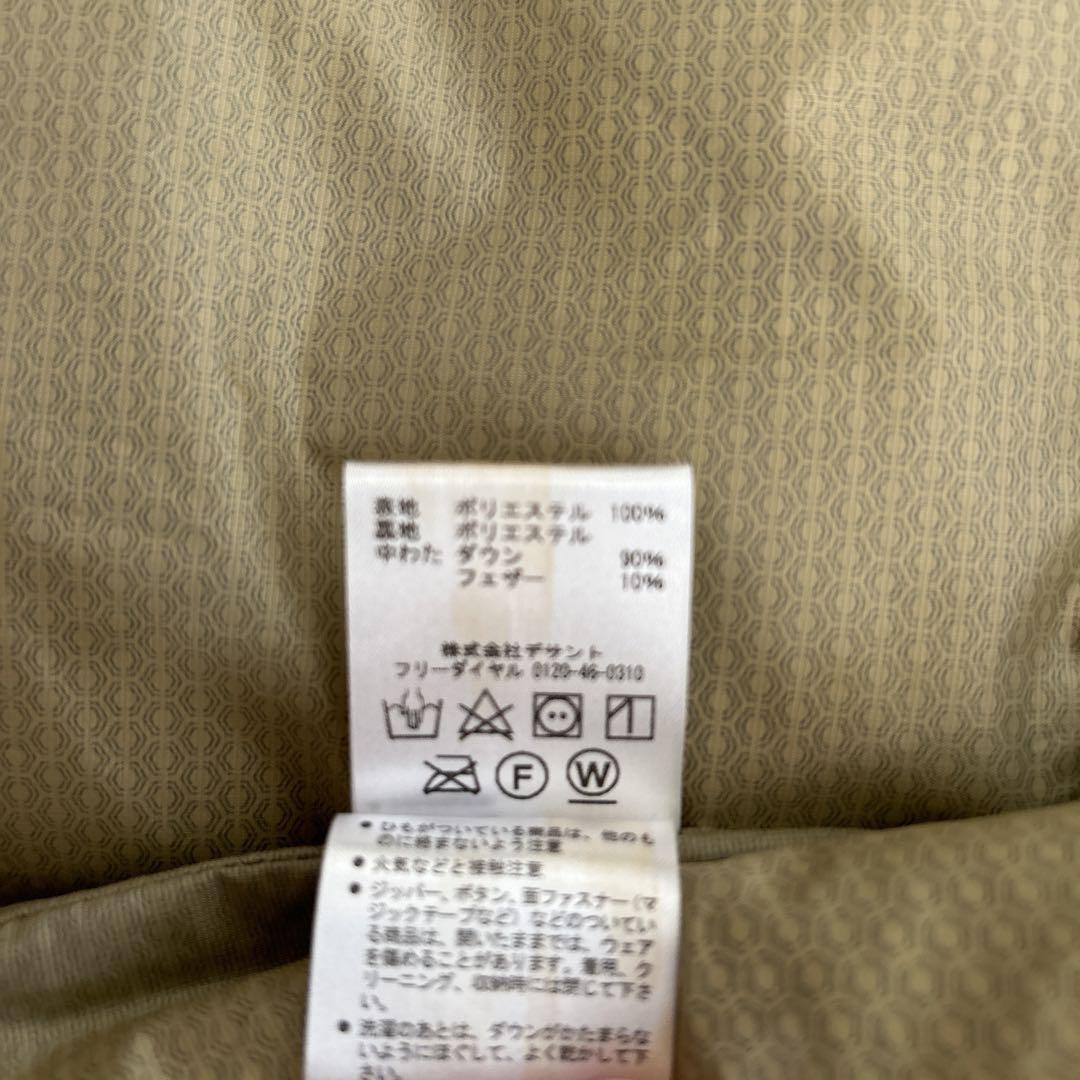 表地 ポリエステル 100%
裏地 ポリエステル
中わた ダウン 90%
フェザー 10%
株式会社デサント
フリーダイヤル 0120-46-0310
F W
●ひもがついている商品は、他のも
のに絡まないよう注意
●火気などと接触注意
●ジッパー、ボタン、面ファスナー(マ
ジックテープなど)などのついてい
る商品は、開いたままでは、ウェア
を傷めることがあります。着用、ク
リーニング、収納時には閉じて下さ
い。
●洗濯のあとは、ダウンがかたまらな
いようにほぐして、よく乾かして下
さい。